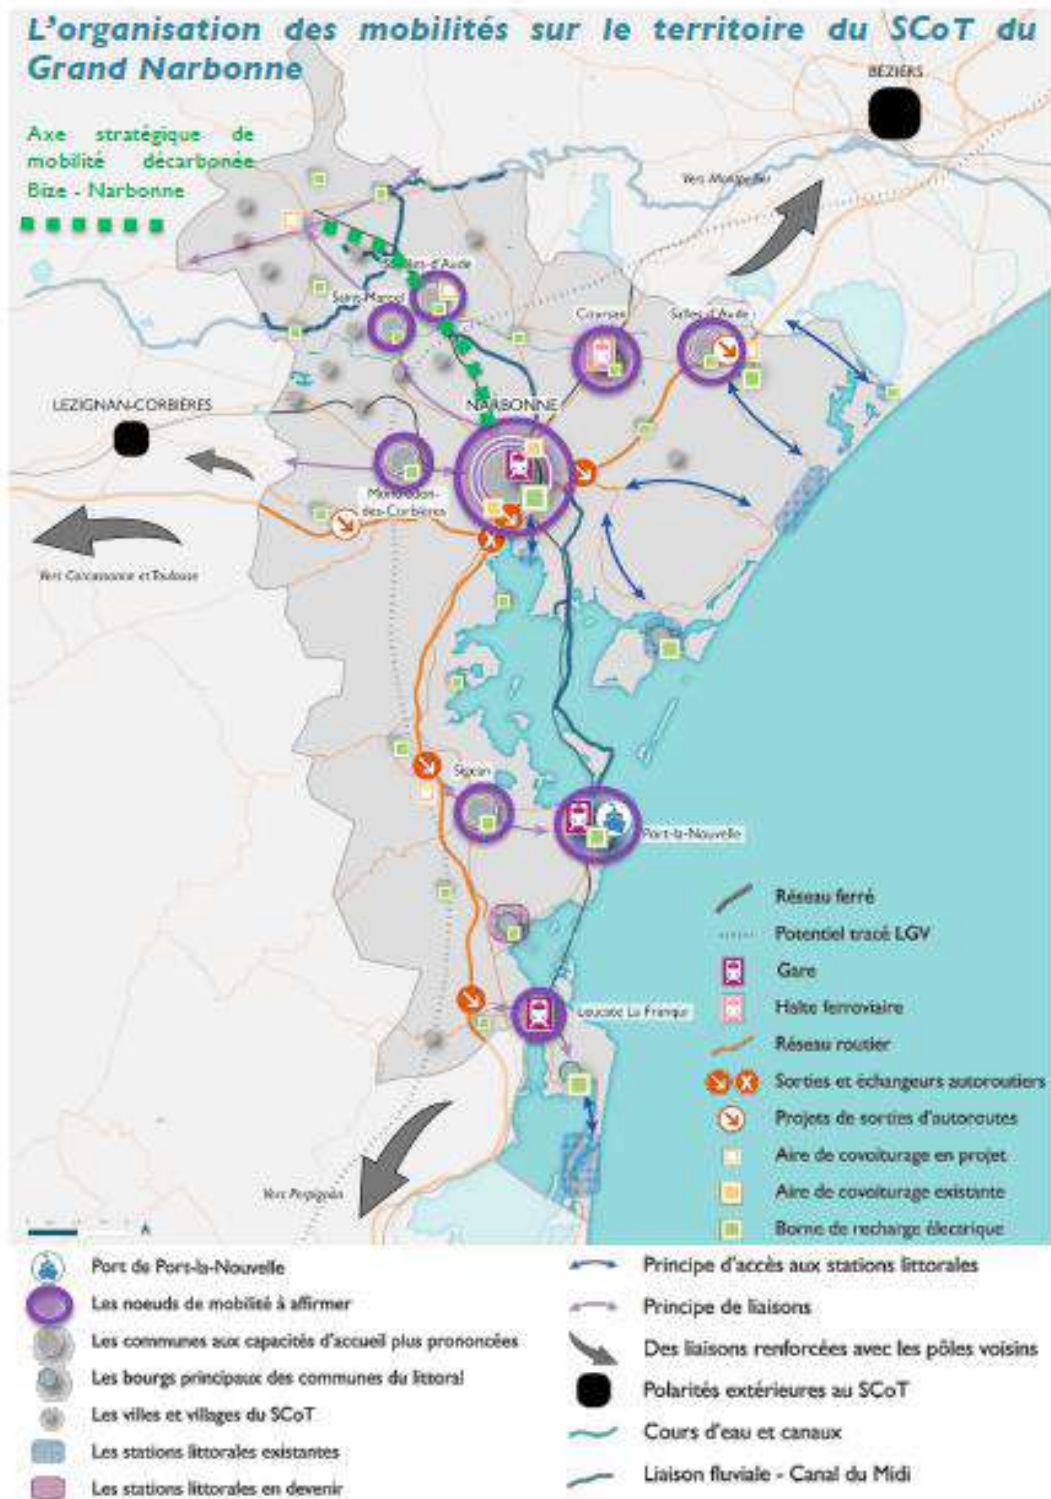 L'organisation des mobilités sur le territoire du SCoT du
Grand Narbonne
BÉZIERS
Axe stratégique de
mobilité décarbonée
Bize - Narbonne
Vers Montpellier
Sallèles-d'Aude
Saint-Marcel
Coursan
Salles-d'Aude
LEZIGNAN-CORBIÈRES
NARBONNE
Montredon-
des-Corbières
Vers Carcassonne et Toulouse
Sigean
Port-la-Nouvelle
Leucate La Franqui
Vers Perpignan
Réseau ferré
Potentiel tracé LGV
Gare
Halte ferroviaire
Réseau routier
X
Sorties et échangeurs autoroutiers
Projets de sorties d'autoroutes
Aire de covoiturage en projet
Aire de covoiturage existante
Borne de recharge électrique
Port de Port-la-Nouvelle
Les noeuds de mobilité à affirmer
Les communes aux capacités d'accueil plus prononcées
Les bourgs principaux des communes du littoral
Les villes et villages du SCoT
Les stations littorales existantes
Les stations littorales en devenir
Principe d'accès aux stations littorales
Principe de liaisons
Des liaisons renforcées avec les pôles voisins
Polarités extérieures au SCoT
Cours d'eau et canaux
Liaison fluviale - Canal du Midi